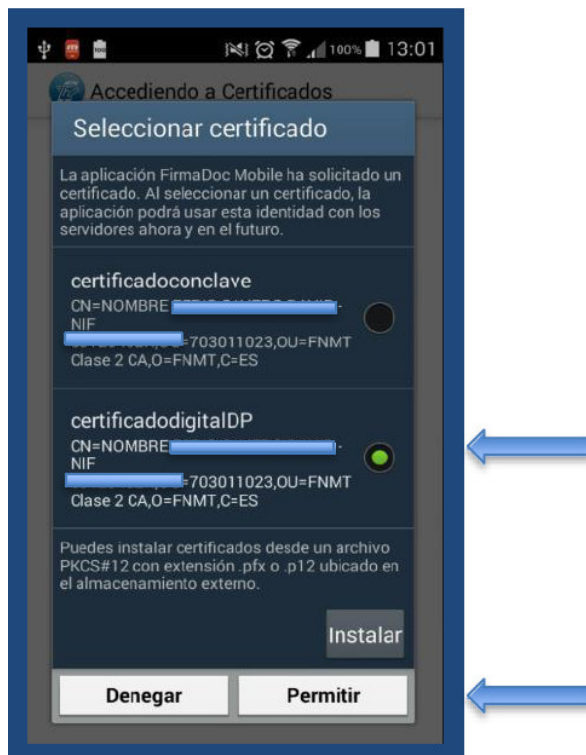 100% 13:01
Accediendo a Certificados
Seleccionar certificado
La aplicación FirmaDoc Mobile ha solicitado un
certificado. Al seleccionar un certificado, la
aplicación podrá usar esta identidad con los
servidores ahora y en el futuro.
certificadoconclave
CN=NOMBRE -
NIF
=703011023,OU=FNMT
Clase 2 CA,O=FNMT,C=ES
certificadodigitalDP
CN=NOMBRE -
NIF
=703011023,OU=FNMT
Clase 2 CA,O=FNMT,C=ES
Puedes instalar certificados desde un archivo
PKCS#12 con extensión .pfx o .p12 ubicado en
el almacenamiento externo.
Instalar
Denegar Permitir